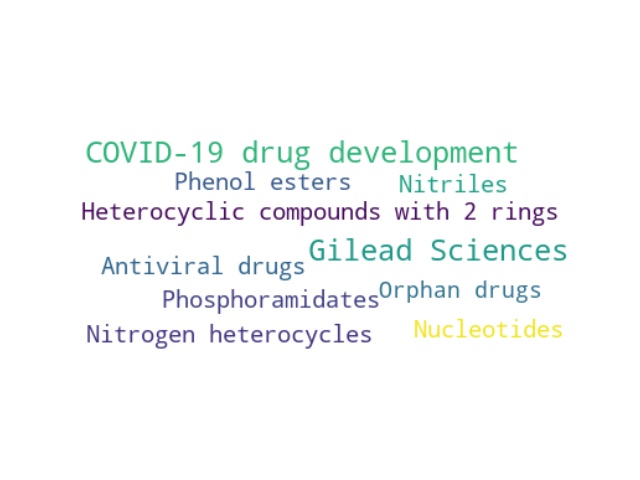 COVID-19 drug development
Phenol esters
Nitriles
Heterocyclic compounds with 2 rings
Gilead Sciences
Antiviral drugs
Orphan drugs
Phosphoramidates
Nucleotides
Nitrogen heterocycles